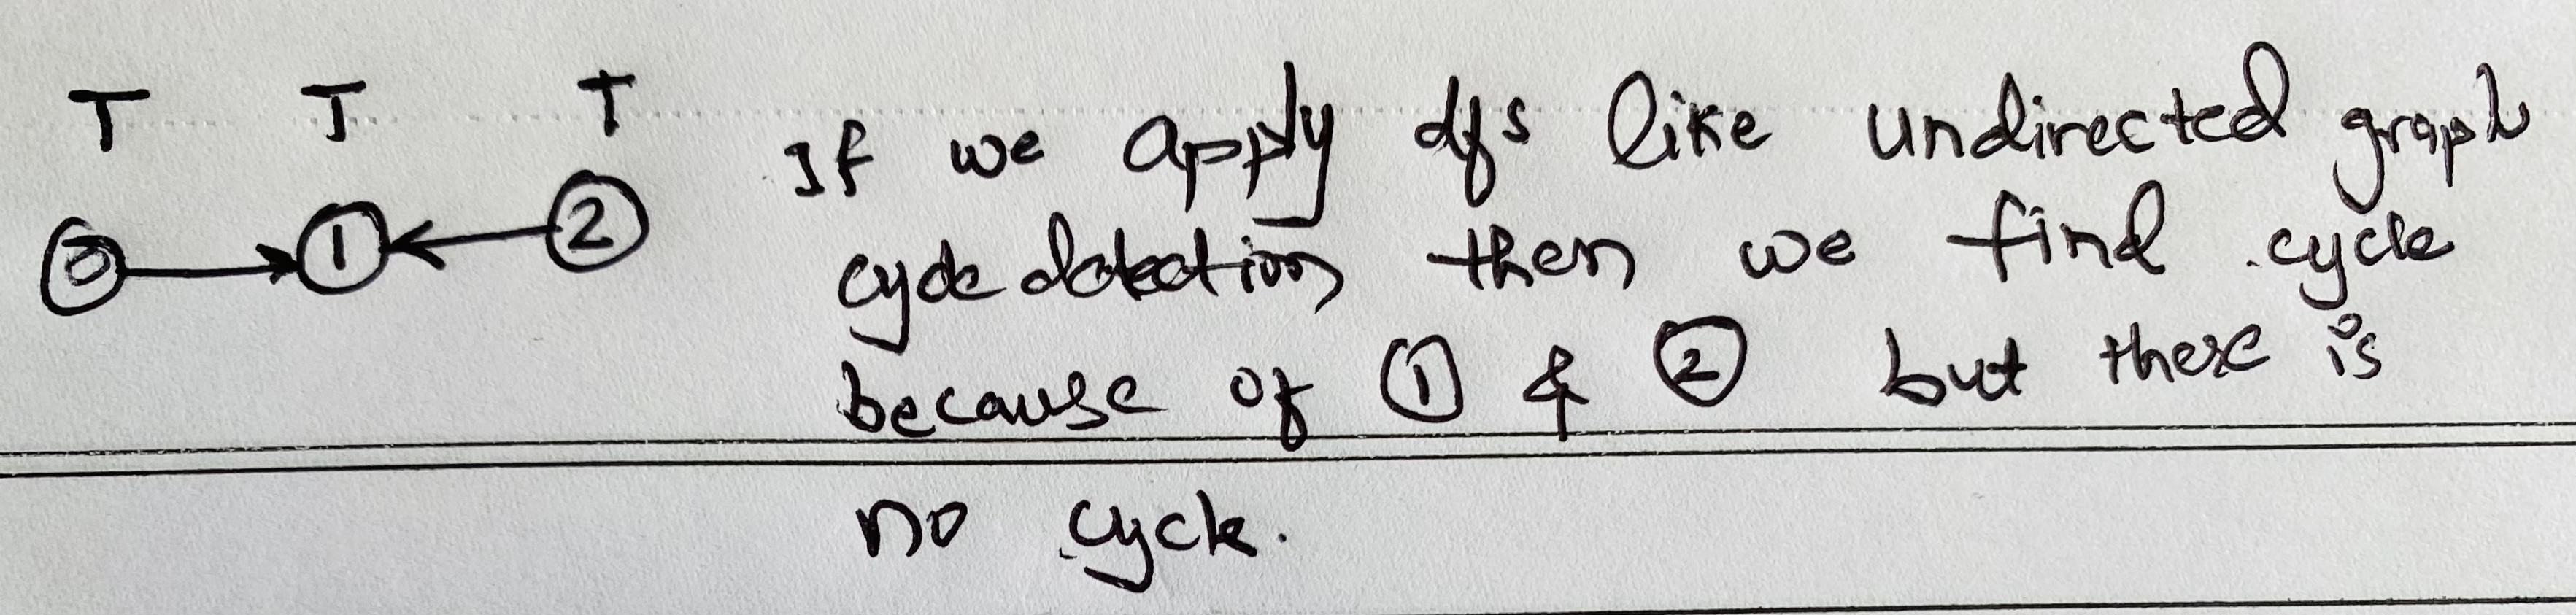 T T T
0 1 2
If we apply dfs like undirected graph
cycle detection then we find cycle
because of 1 & 2 but there is
no cycle.